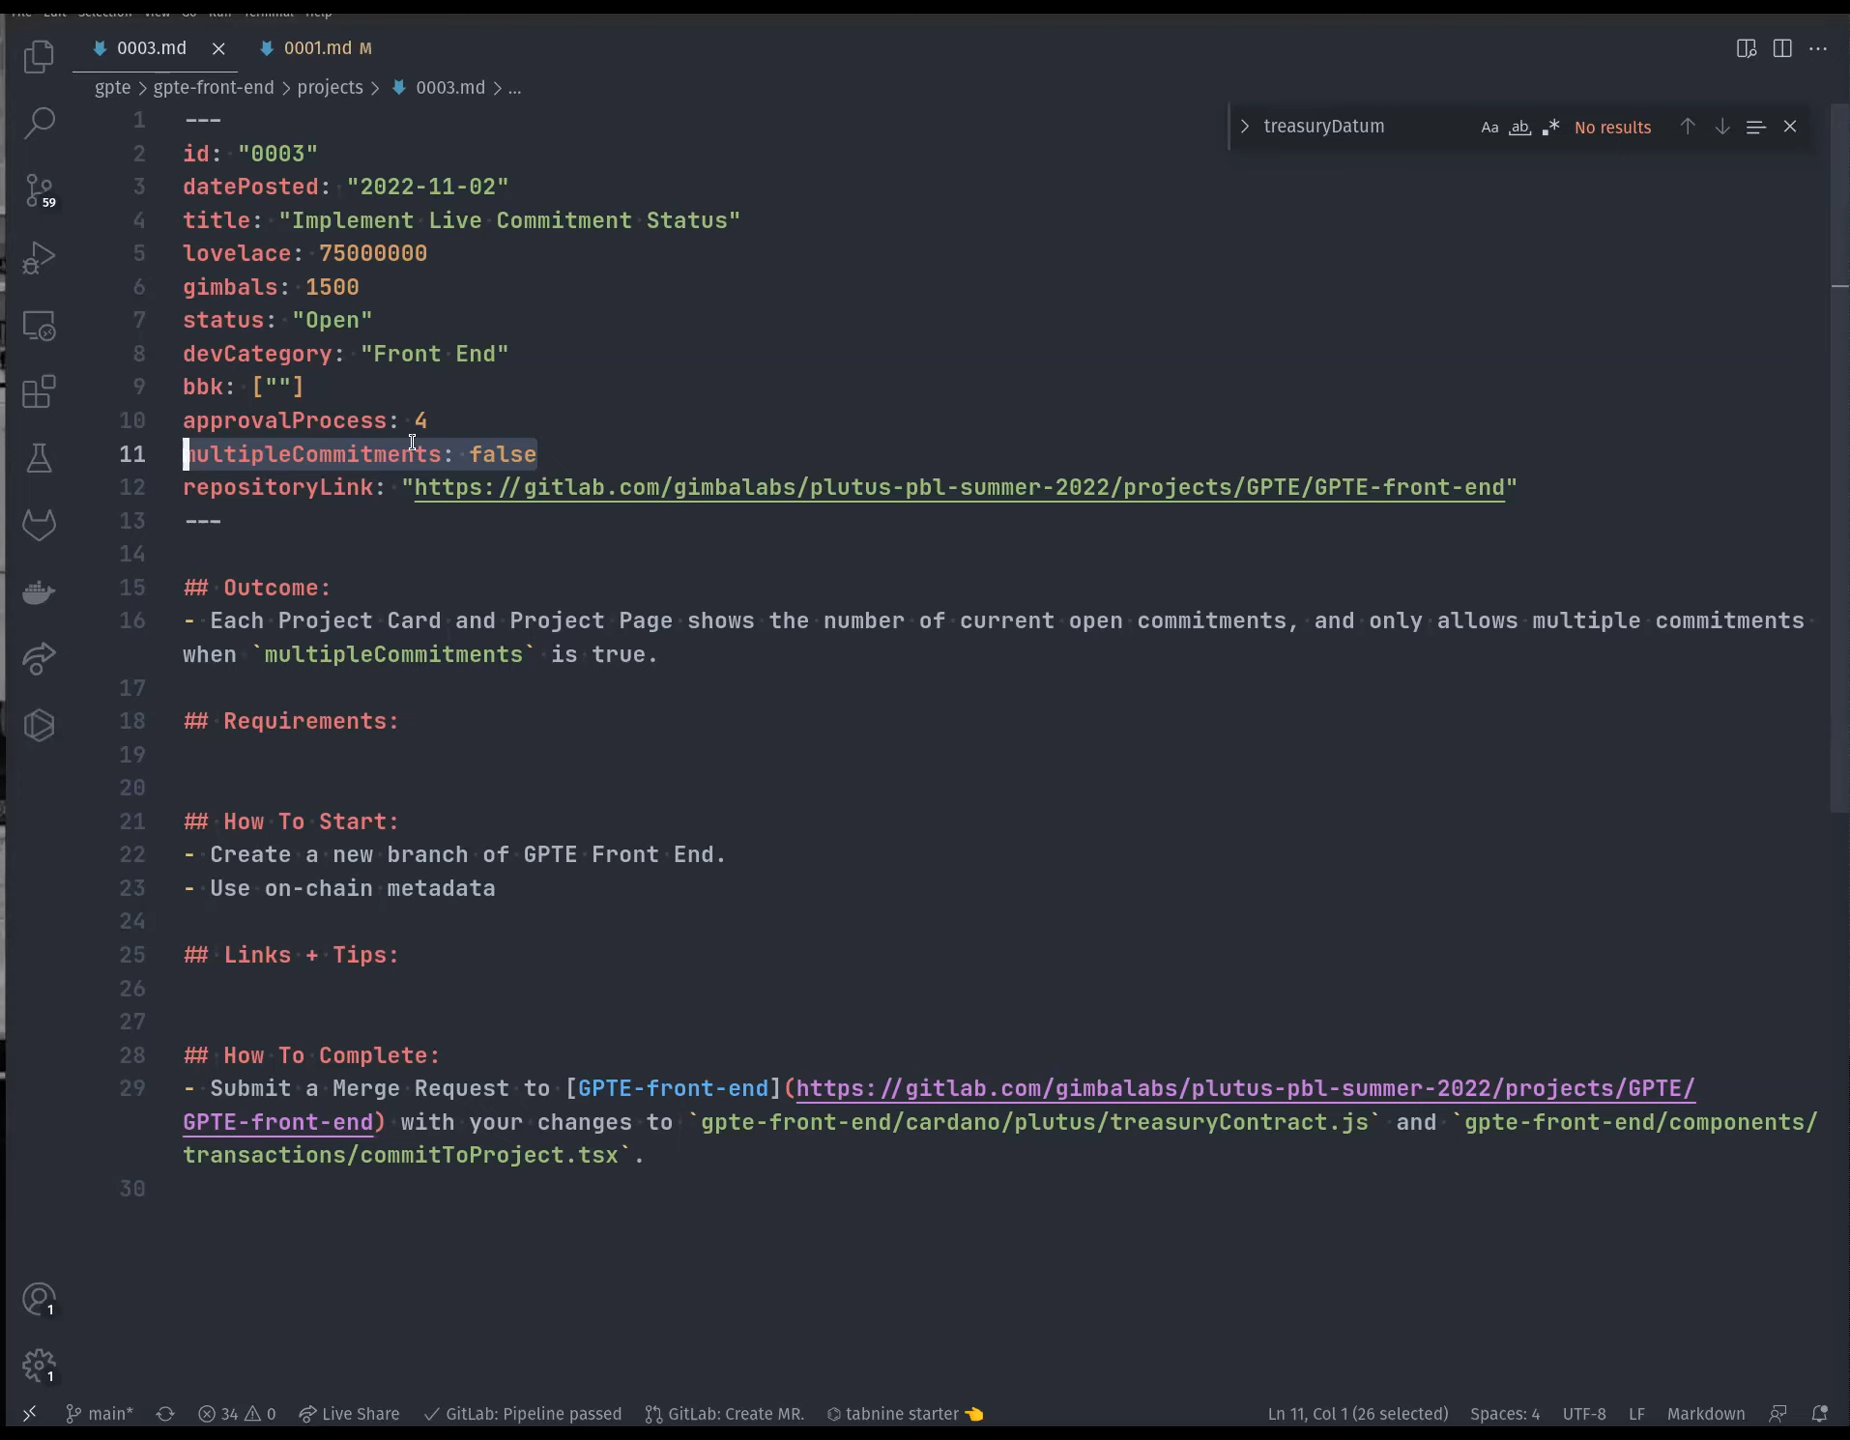 File Edit Selection View Go Run Terminal Help
0003.md
0001.md M
gpte > gpte-front-end > projects > 0003.md > ...
treasuryDatum
Aa ab .* No results
1 ---
2 id: "0003"
3 datePosted: "2022-11-02"
4 title: "Implement Live Commitment Status"
5 lovelace: 75000000
6 gimbals: 1500
7 status: "Open"
8 devCategory: "Front End"
9 bbk: [""]
10 approvalProcess: 4
11 multipleCommitments: false
12 repositoryLink: "https://gitlab.com/gimbalabs/plutus-pbl-summer-2022/projects/GPTE/GPTE-front-end"
13 ---
14
15 ## Outcome:
16 - Each Project Card and Project Page shows the number of current open commitments, and only allows multiple commitments
when `multipleCommitments` is true.
17
18 ## Requirements:
19
20
21 ## How To Start:
22 - Create a new branch of GPTE Front End.
23 - Use on-chain metadata
24
25 ## Links + Tips:
26
27
28 ## How To Complete:
29 - Submit a Merge Request to [GPTE-front-end](https://gitlab.com/gimbalabs/plutus-pbl-summer-2022/projects/GPTE/
GPTE-front-end) with your changes to `gpte-front-end/cardano/plutus/treasuryContract.js` and `gpte-front-end/components/
transactions/commitToProject.tsx`.
30
59
1
1
main* 34 0 Live Share GitLab: Pipeline passed GitLab: Create MR. tabnine starter Ln 11, Col 1 (26 selected) Spaces: 4 UTF-8 LF Markdown